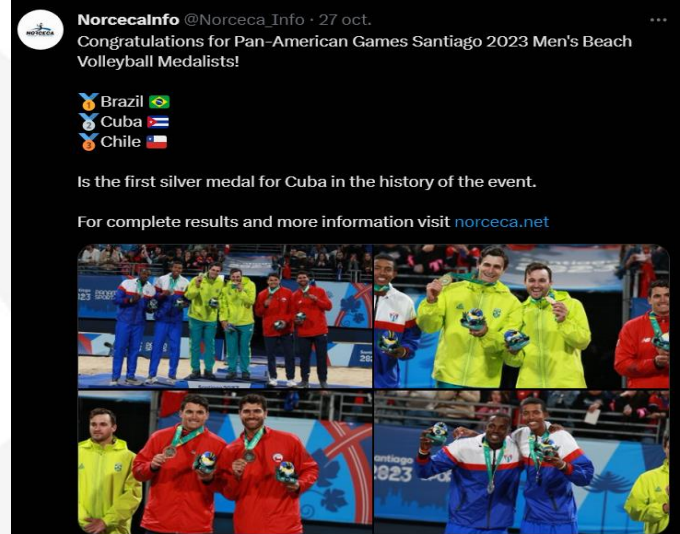 NORCECA
NorcecaInfo @Norceca_Info · 27 oct.
Congratulations for Pan-American Games Santiago 2023 Men's Beach
Volleyball Medalists!
Brazil
Cuba
Chile
Is the first silver medal for Cuba in the history of the event.
For complete results and more information visit norceca.net
2023